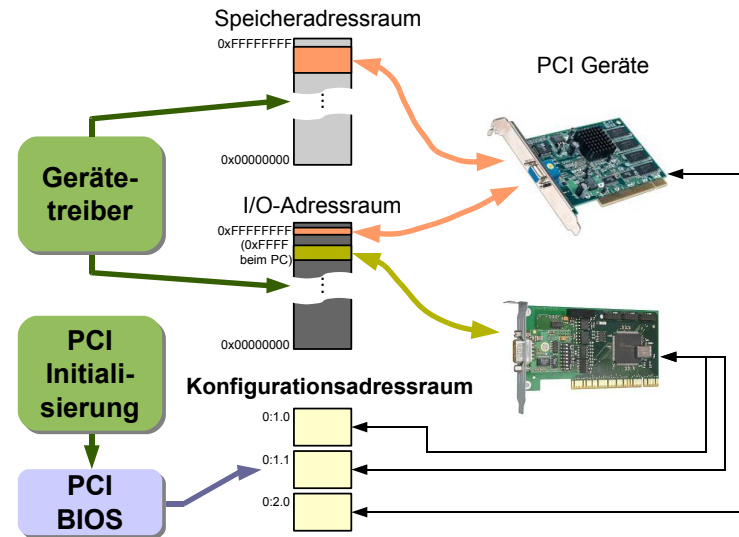 Speicheradressraum
0xFFFFFFFF
PCI Geräte
⋮
0x00000000
Geräte-
treiber
I/O-Adressraum
0xFFFFFFFF
(0xFFFF
beim PC)
⋮
0x00000000
PCI
Initiali-
sierung
Konfigurationsadressraum
0:1.0
0:1.1
0:2.0
PCI
BIOS